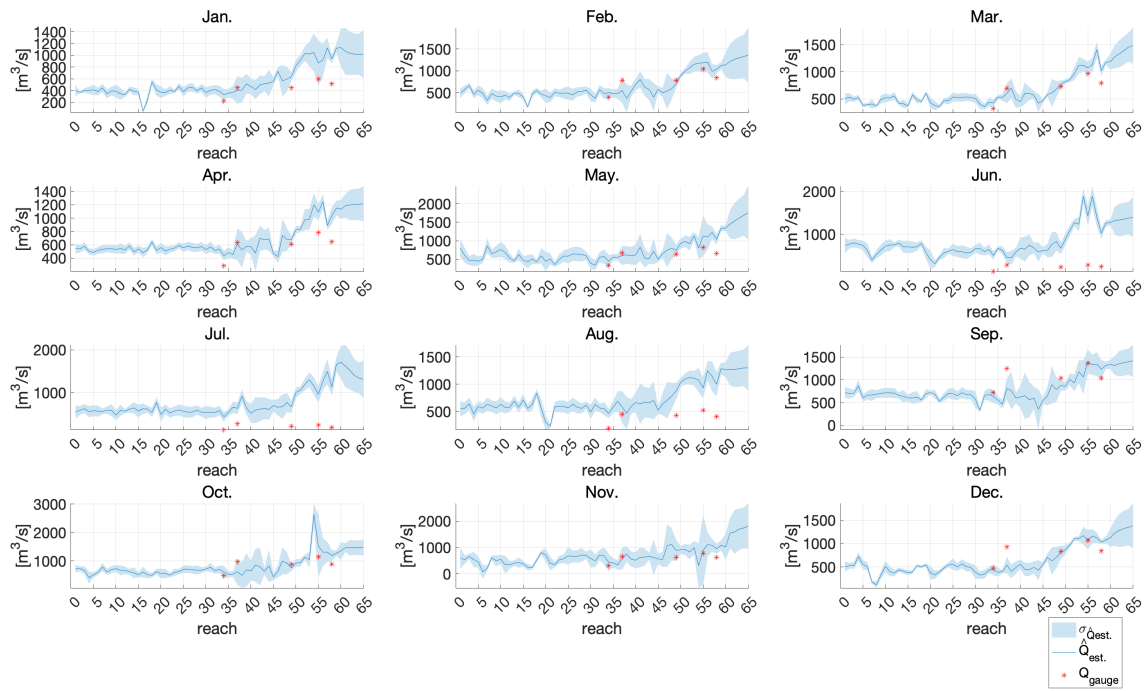 Jan. Feb. Mar.
[m³/s] 1400 1200 1000 800 600 400 200
0 5 10 15 20 25 30 35 40 45 50 55 60 65
reach
[m³/s] 1500 1000 500
0 5 10 15 20 25 30 35 40 45 50 55 60 65
reach
[m³/s] 1500 1000 500
0 5 10 15 20 25 30 35 40 45 50 55 60 65
reach
Apr. May. Jun.
[m³/s] 1400 1200 1000 800 600 400
0 5 10 15 20 25 30 35 40 45 50 55 60 65
reach
[m³/s] 2000 1500 1000 500
0 5 10 15 20 25 30 35 40 45 50 55 60 65
reach
[m³/s] 2000 1000
0 5 10 15 20 25 30 35 40 45 50 55 60 65
reach
Jul. Aug. Sep.
[m³/s] 2000 1000
0 5 10 15 20 25 30 35 40 45 50 55 60 65
reach
[m³/s] 1500 1000 500
0 5 10 15 20 25 30 35 40 45 50 55 60 65
reach
[m³/s] 1500 1000 500 0
0 5 10 15 20 25 30 35 40 45 50 55 60 65
reach
Oct. Nov. Dec.
[m³/s] 3000 2000 1000
0 5 10 15 20 25 30 35 40 45 50 55 60 65
reach
[m³/s] 2000 1000 0
0 5 10 15 20 25 30 35 40 45 50 55 60 65
reach
[m³/s] 1500 1000 500
0 5 10 15 20 25 30 35 40 45 50 55 60 65
reach
σQ̂est.
Q̂est.
Qgauge